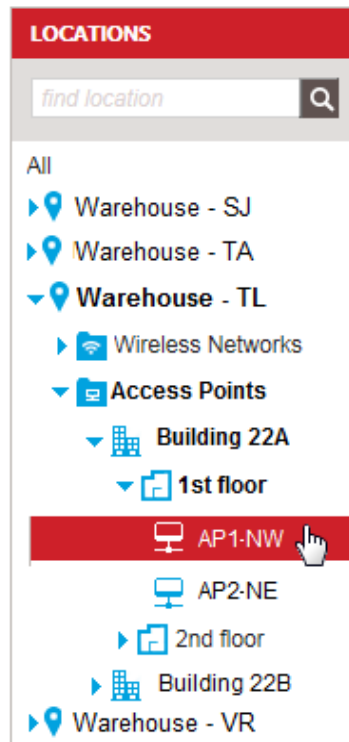 LOCATIONS
find location
All
Warehouse - SJ
Warehouse - TA
Warehouse - TL
Wireless Networks
Access Points
Building 22A
1st floor
AP1-NW
AP2-NE
2nd floor
Building 22B
Warehouse - VR